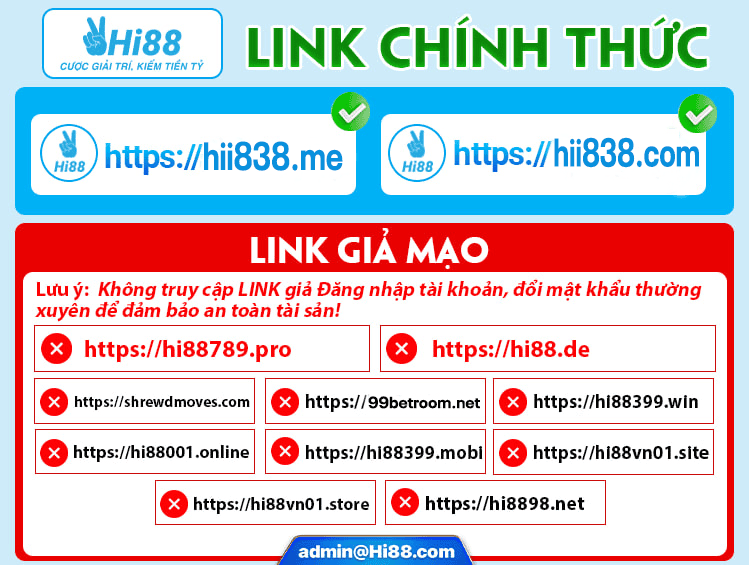 Hi88
CƯỢC GIẢI TRÍ, KIẾM TIỀN TỶ
LINK CHÍNH THỨC
Hi88
https://hii838.me
Hi88
https://hii838.com
LINK GIẢ MẠO
Lưu ý: Không truy cập LINK giả Đăng nhập tài khoản, đổi mật khẩu thường
xuyên để đảm bảo an toàn tài sản!
https://hi88789.pro
https://hi88.de
https://shrewdmoves.com
https://99betroom.net
https://hi88399.win
https://hi88001.online
https://hi88399.mobi
https://hi88vn01.site
https://hi88vn01.store
https://hi8898.net
admin@Hi88.com